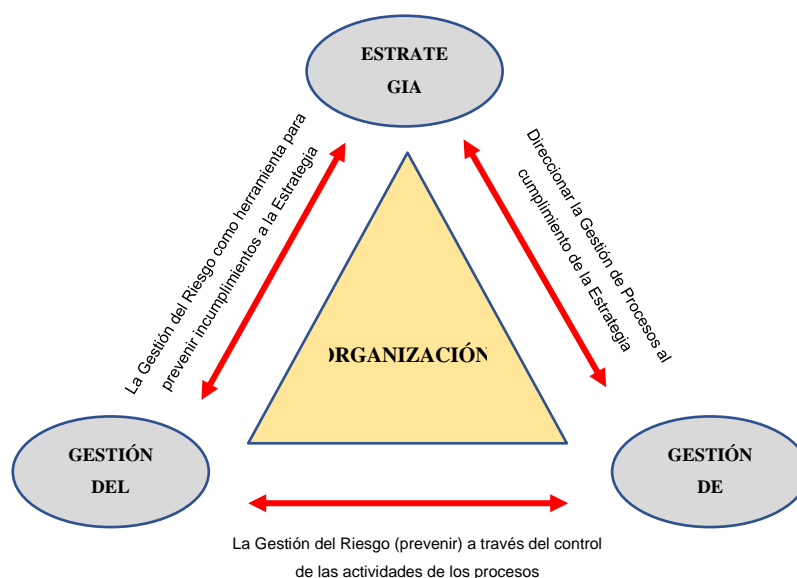 ESTRATE
GIA
La Gestión del Riesgo como herramienta para
prevenir incumplimientos a la Estrategia
Direccionar la Gestión de Procesos al
cumplimiento de la Estrategia
ORGANIZACIÓN
GESTIÓN
DEL
GESTIÓN
DE
La Gestión del Riesgo (prevenir) a través del control
de las actividades de los procesos